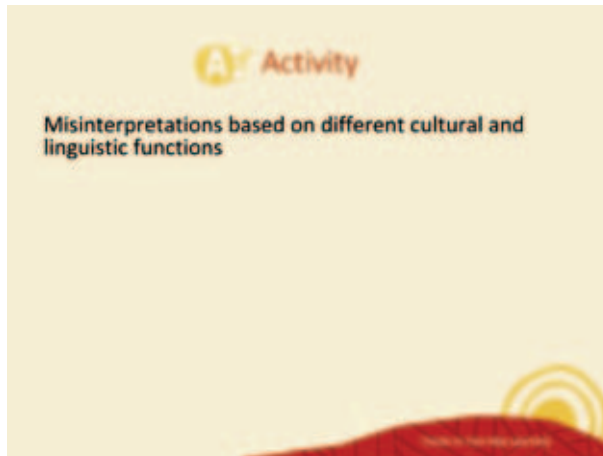 A
Activity
Misinterpretations based on different cultural and
linguistic functions